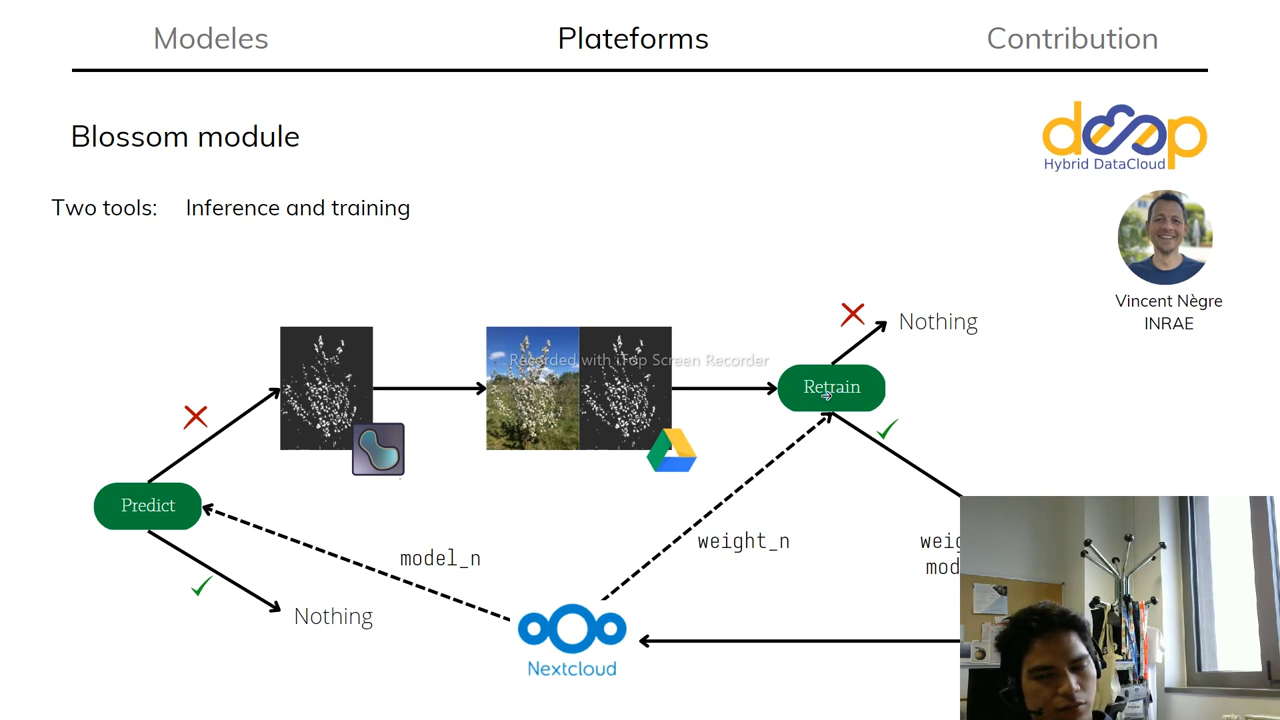 Modeles
Plateforms
Contribution
Blossom module
deep
Hybrid DataCloud
Two tools: Inference and training
Vincent Nègre
INRAE
Nothing
Recorded with iTop Screen Recorder
Retrain
Predict
model_n
weight_n
Nothing
Nextcloud